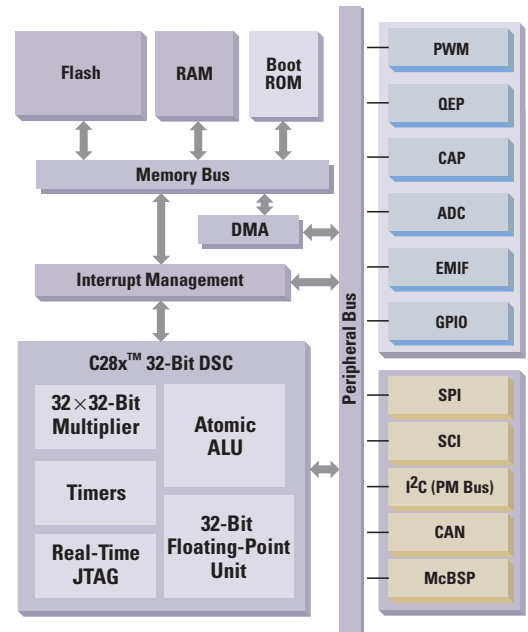 Flash
RAM
Boot
ROM
Memory Bus
DMA
Interrupt Management
C28x™ 32-Bit DSC
32×32-Bit
Multiplier
Timers
Real-Time
JTAG
Atomic
ALU
32-Bit
Floating-Point
Unit
Peripheral Bus
PWM
QEP
CAP
ADC
EMIF
GPIO
SPI
SCI
I²C (PM Bus)
CAN
McBSP